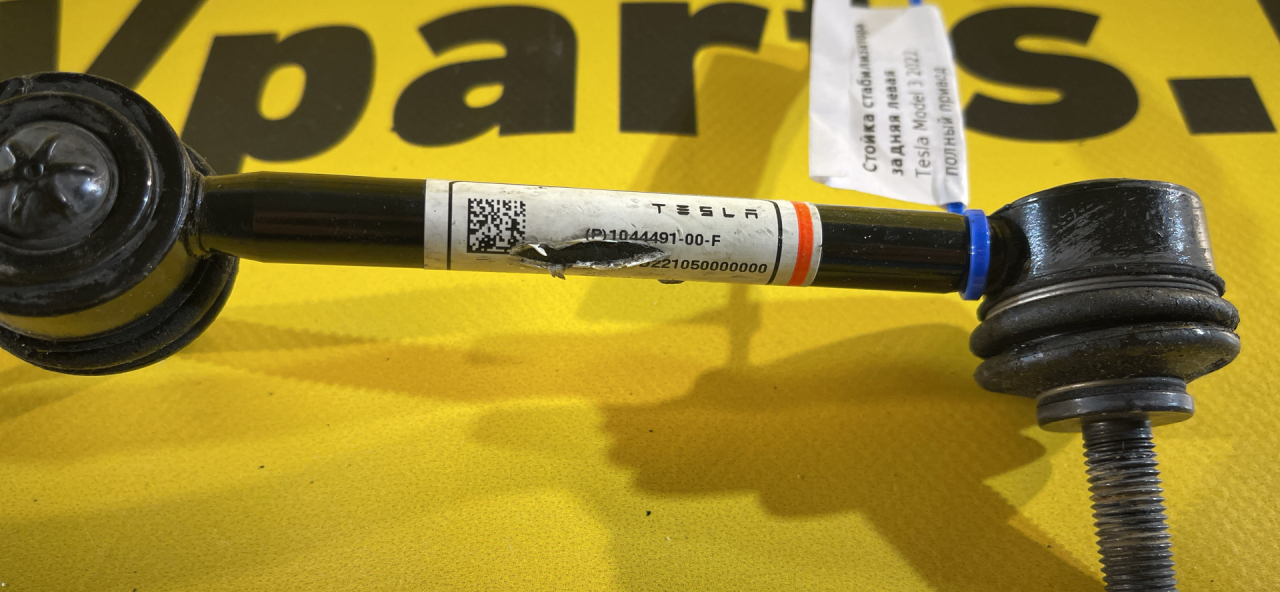 parts.
Стойка стабилизатора
задняя левая
Tesla Model 3 2022
полный привод
TESLA
(P)1044491-00-F
221050000000